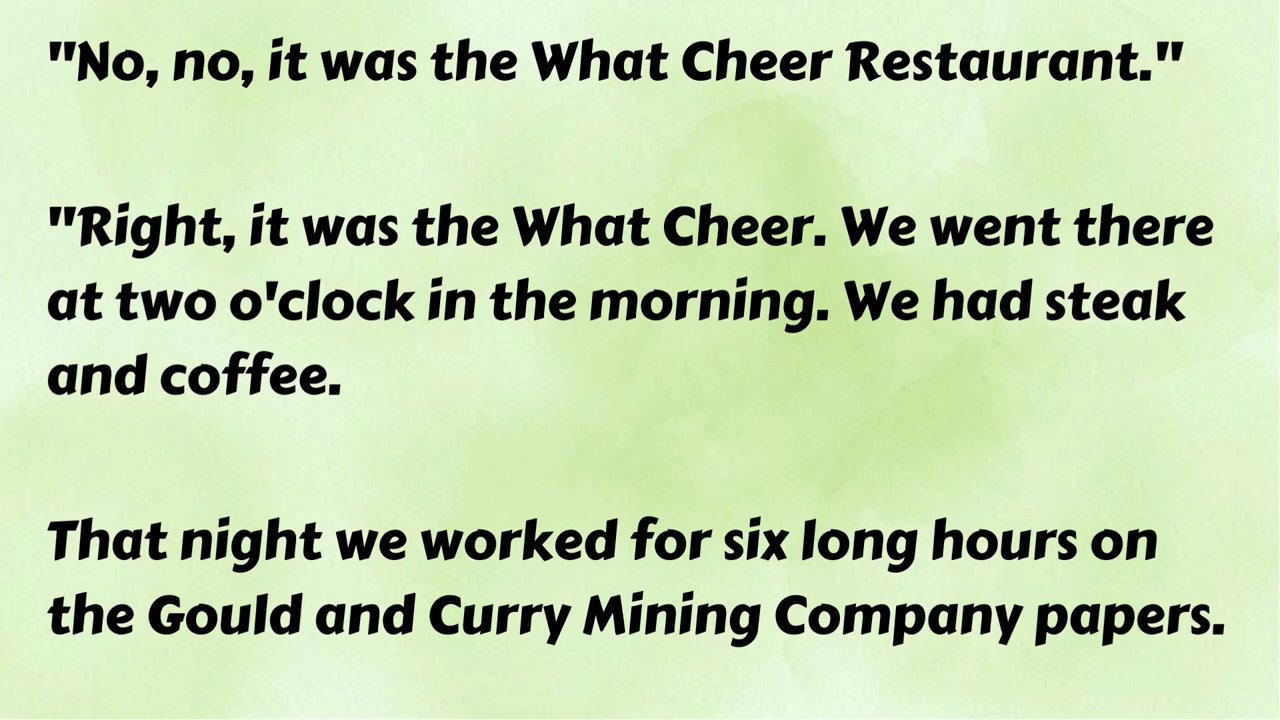 "No, no, it was the What Cheer Restaurant."
"Right, it was the What Cheer. We went there
at two o'clock in the morning. We had steak
and coffee.
That night we worked for six long hours on
the Gould and Curry Mining Company papers.